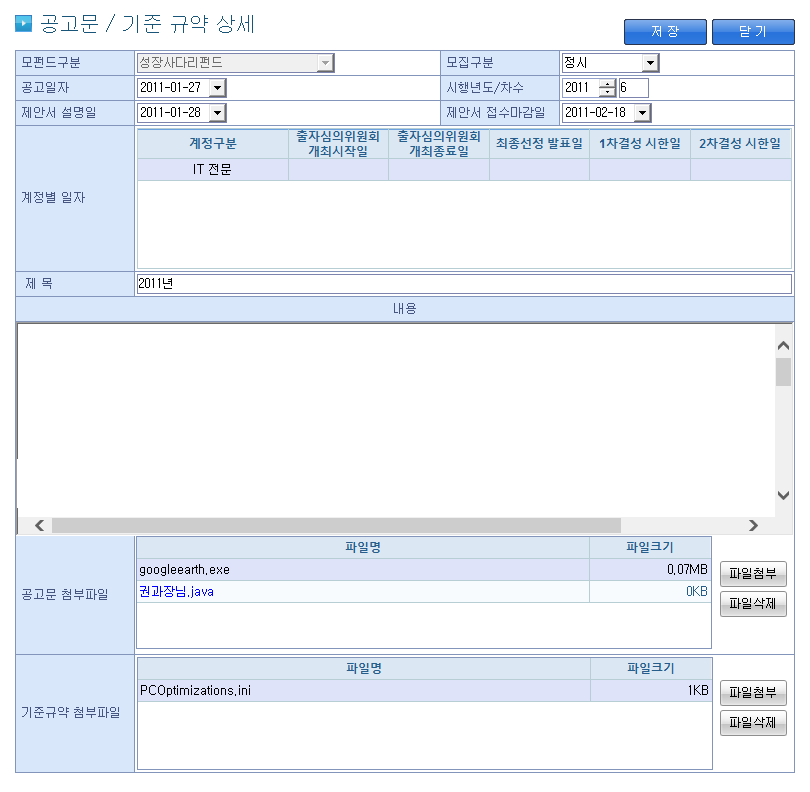 공고문 / 기준 규약 상세
저 장 닫 기
모펀드구분 성장사다리펀드 모집구분 정시
공고일자 2011-01-27 시행년도/차수 2011 6
제안서 설명일 2011-01-28 제안서 접수마감일 2011-02-18
계정별 일자
계정구분 출자심의위원회 개최시작일 출자심의위원회 개최종료일 최종선정 발표일 1차결성 시한일 2차결성 시한일
IT 전문
제 목 2011년
내용
공고문 첨부파일
파일명 파일크기
googleearth.exe 0.07MB
권과장님.java 0KB
파일첨부
파일삭제
기준규약 첨부파일
파일명 파일크기
PCOptimizations.ini 1KB
파일첨부
파일삭제